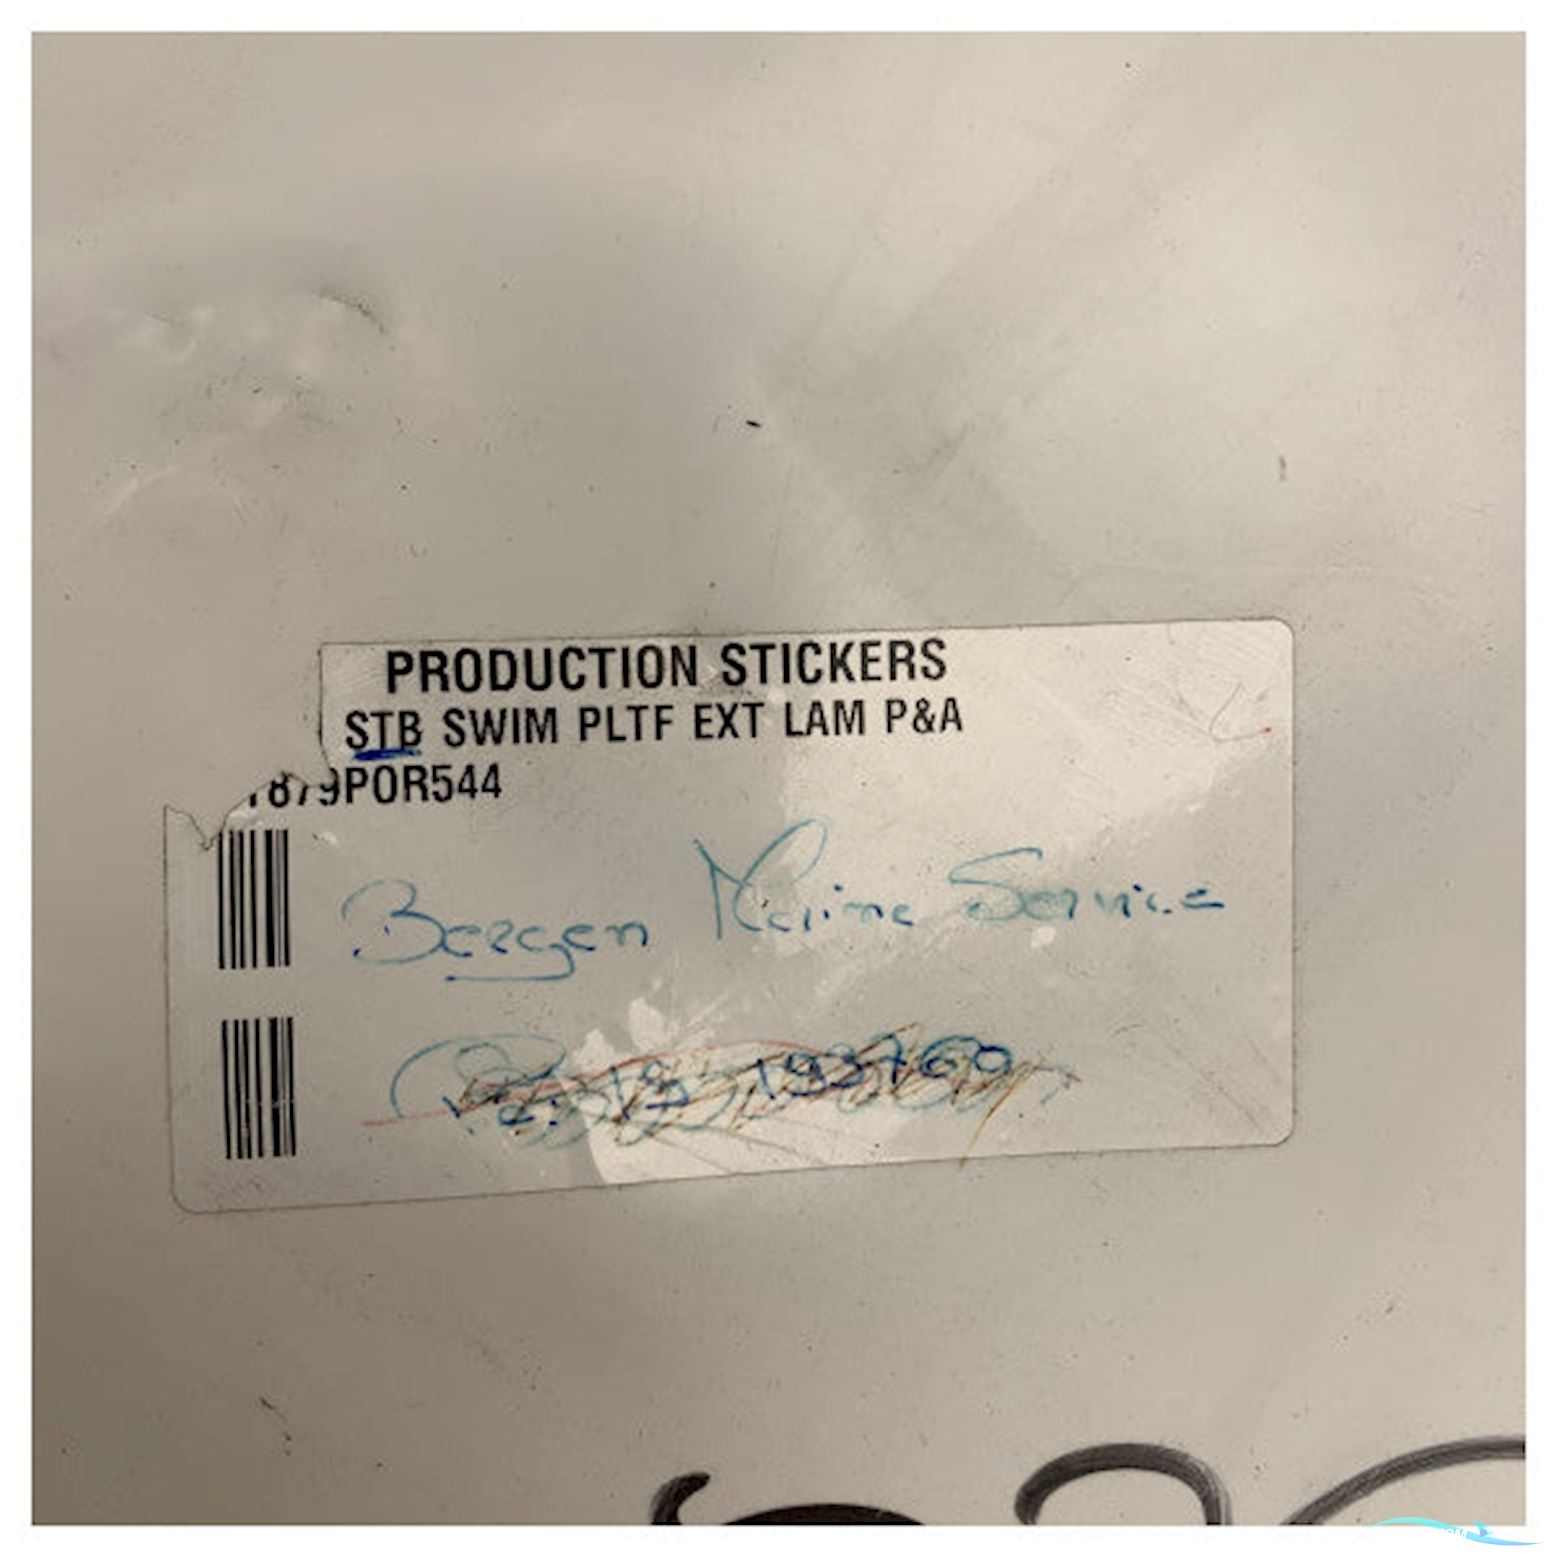 PRODUCTION STICKERS
STB SWIM PLTF EXT LAM P&A
1879POR544
Bergen Marine Service